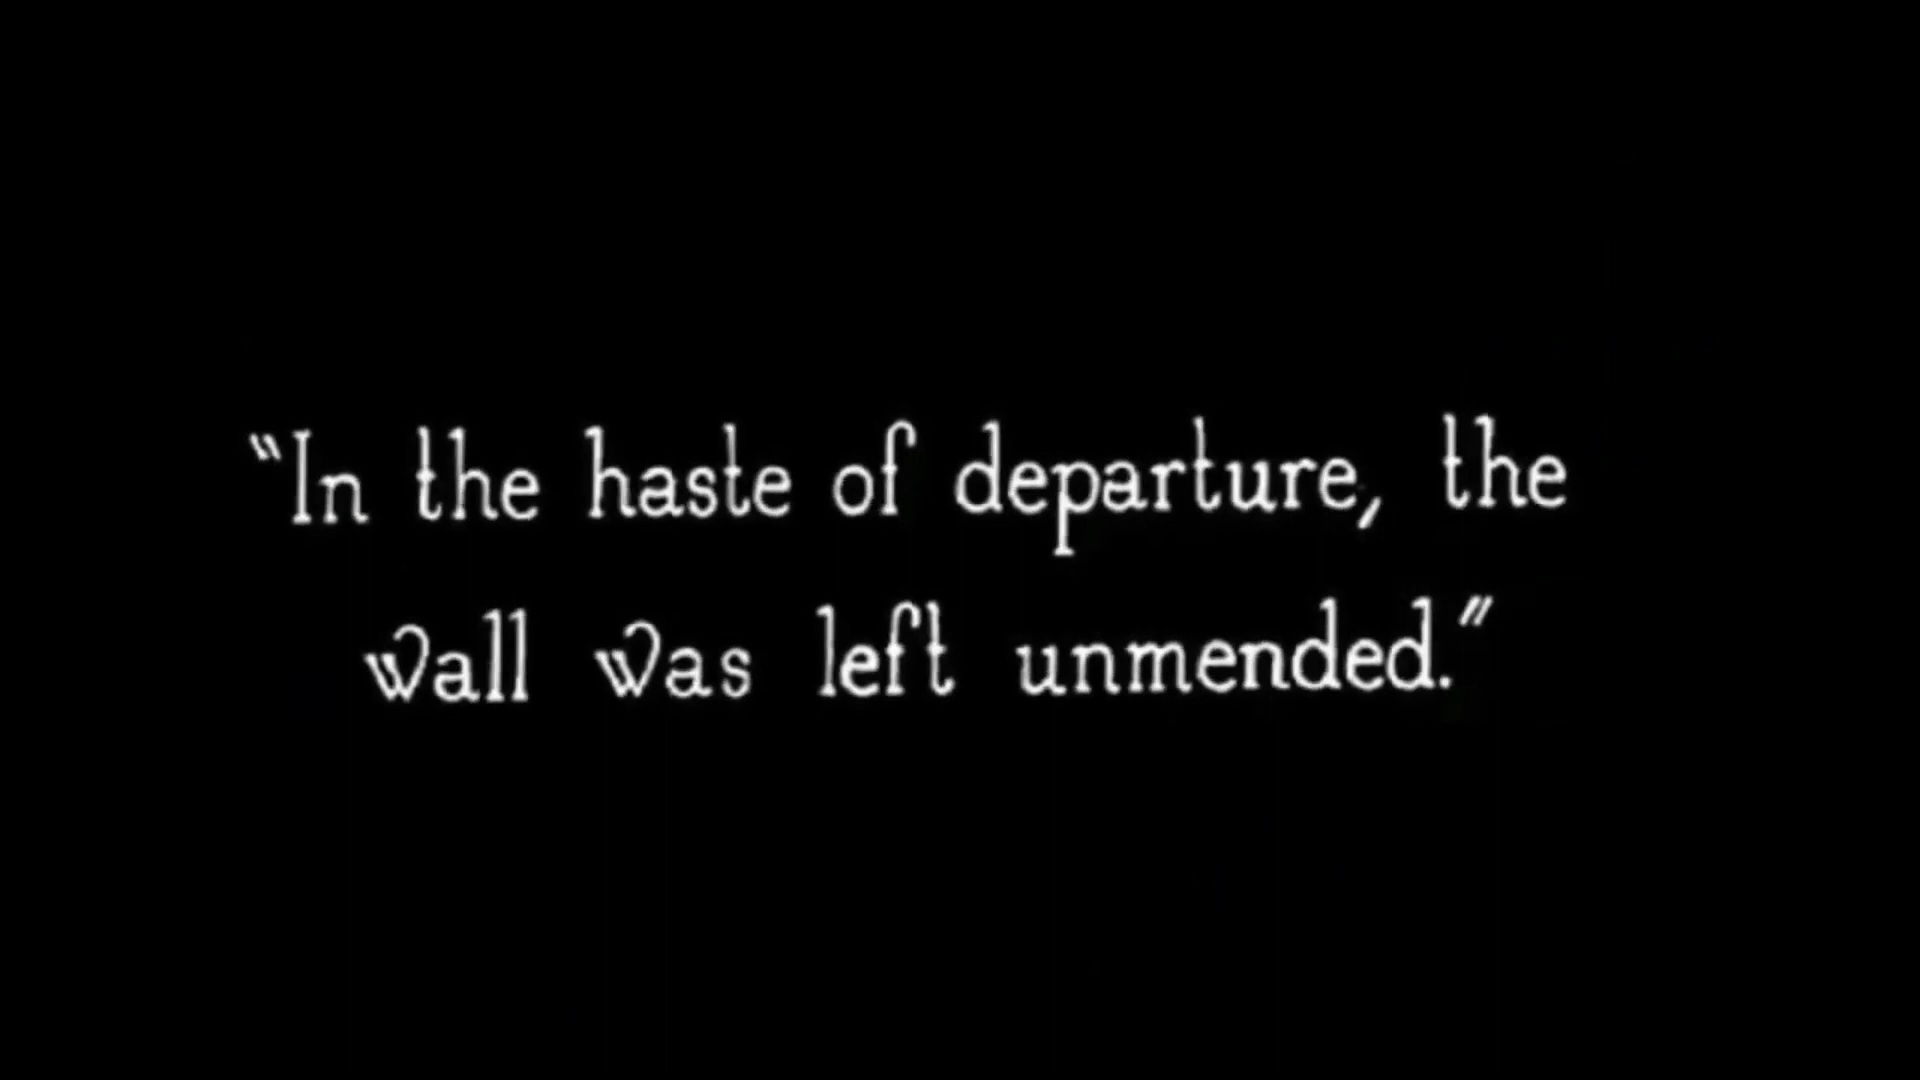 “In the haste of departure, the
wall was left unmended.”